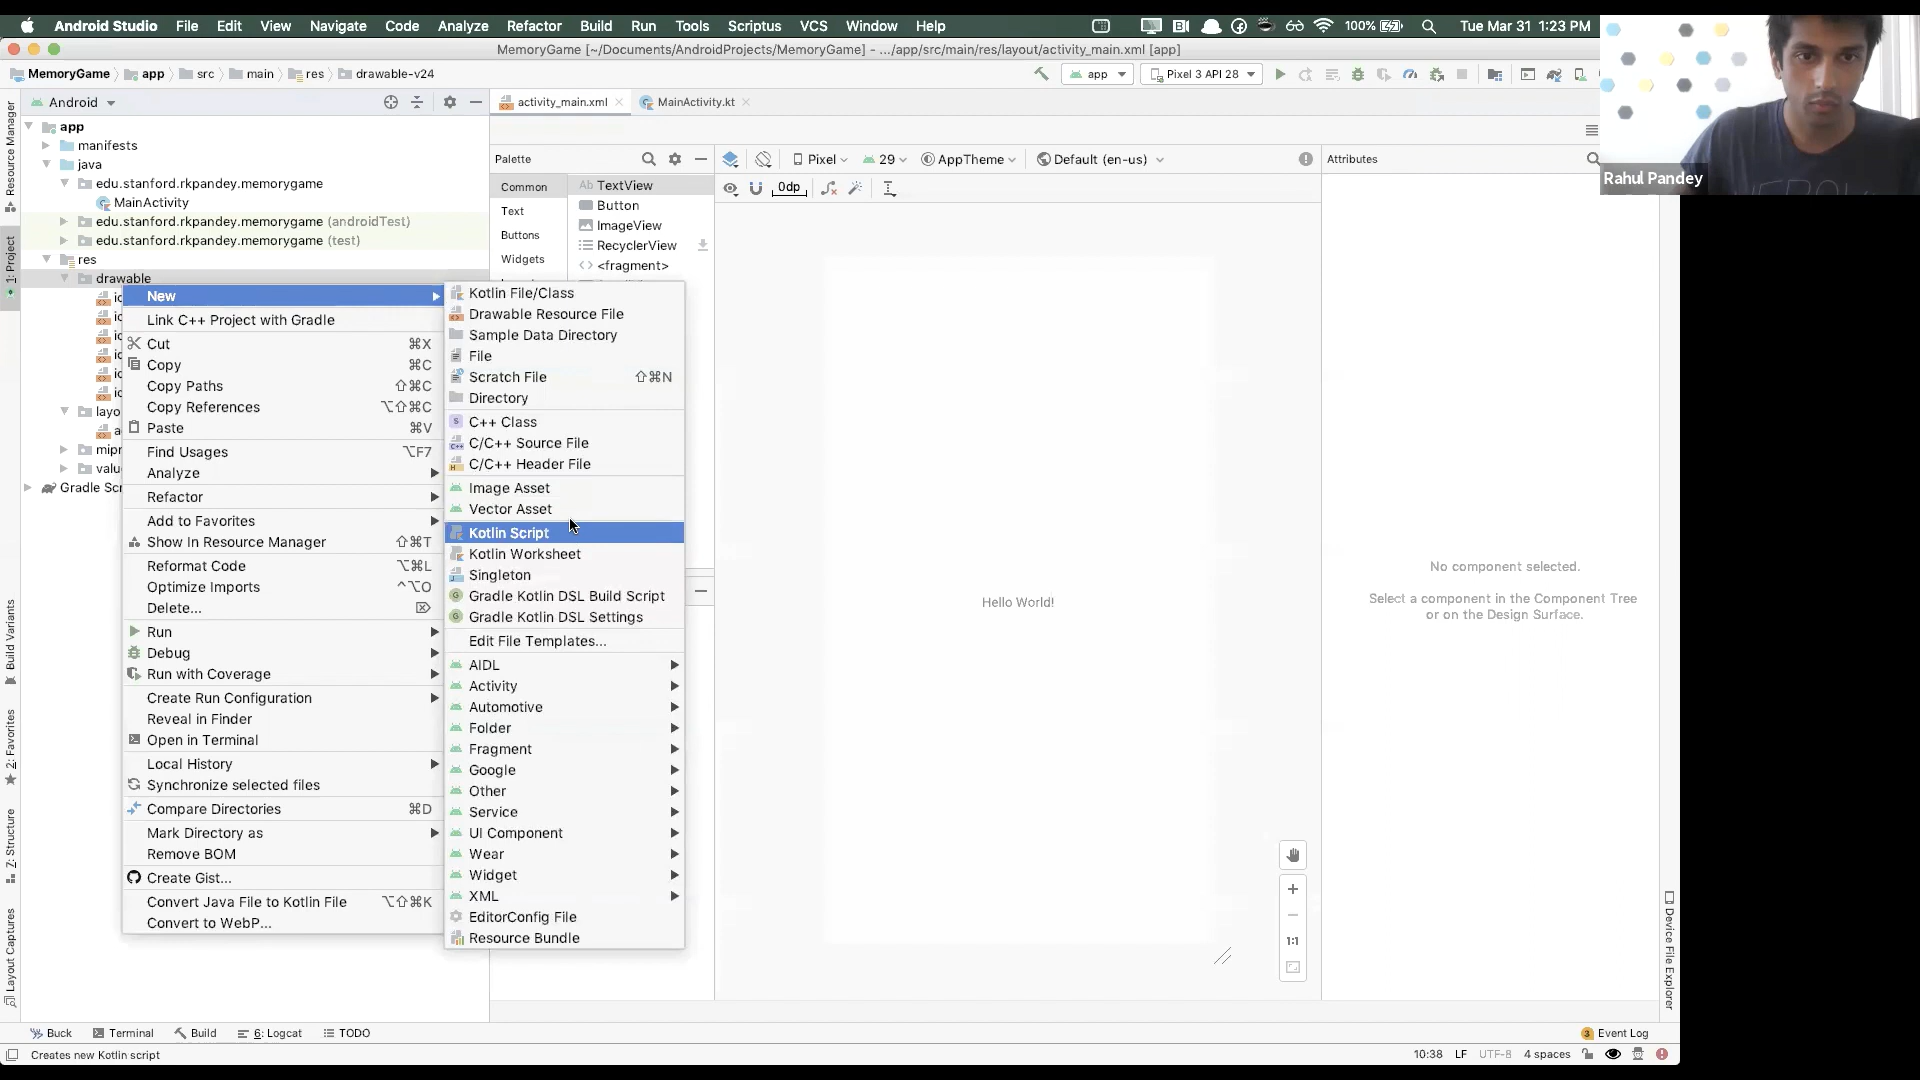 Android Studio File Edit View Navigate Code Analyze Refactor Build Run Tools Scriptus VCS Window Help 100% Tue Mar 31 1:23 PM
MemoryGame [~/Documents/AndroidProjects/MemoryGame] - .../app/src/main/res/layout/activity_main.xml [app]
MemoryGame app src main res drawable-v24 app Pixel 3 API 28
Android activity_main.xml MainActivity.kt
Rahul Pandey
Resource Manager
1: Project
Build Variants
2: Favorites
Z: Structure
Layout Captures
app
manifests
java
edu.stanford.rkpandey.memorygame
MainActivity
edu.stanford.rkpandey.memorygame (androidTest)
edu.stanford.rkpandey.memorygame (test)
res
drawable
layo
mipr
valu
Gradle Scr
New
Link C++ Project with Gradle
Cut ⌘X
Copy ⌘C
Copy Paths ⇧⌘C
Copy References ⌥⇧⌘C
Paste ⌘V
Find Usages ⌥F7
Analyze
Refactor
Add to Favorites
Show In Resource Manager ⇧⌘T
Reformat Code ⌥⌘L
Optimize Imports ^⌥O
Delete... ⌦
Run
Debug
Run with Coverage
Create Run Configuration
Reveal in Finder
Open in Terminal
Local History
Synchronize selected files
Compare Directories ⌘D
Mark Directory as
Remove BOM
Create Gist...
Convert Java File to Kotlin File ⌥⇧⌘K
Convert to WebP...
Kotlin File/Class
Drawable Resource File
Sample Data Directory
File
Scratch File ⇧⌘N
Directory
C++ Class
C/C++ Source File
C/C++ Header File
Image Asset
Vector Asset
Kotlin Script
Kotlin Worksheet
Singleton
Gradle Kotlin DSL Build Script
Gradle Kotlin DSL Settings
Edit File Templates...
AIDL
Activity
Automotive
Folder
Fragment
Google
Other
Service
UI Component
Wear
Widget
XML
EditorConfig File
Resource Bundle
Palette
Common
Text
Buttons
Widgets
Ab TextView
Button
ImageView
RecyclerView
<fragment>
Pixel 29 AppTheme Default (en-us)
0dp
Hello World!
1:1
Attributes
No component selected.
Select a component in the Component Tree
or on the Design Surface.
Device File Explorer
Buck Terminal Build 6: Logcat TODO 3 Event Log
Creates new Kotlin script 10:38 LF UTF-8 4 spaces